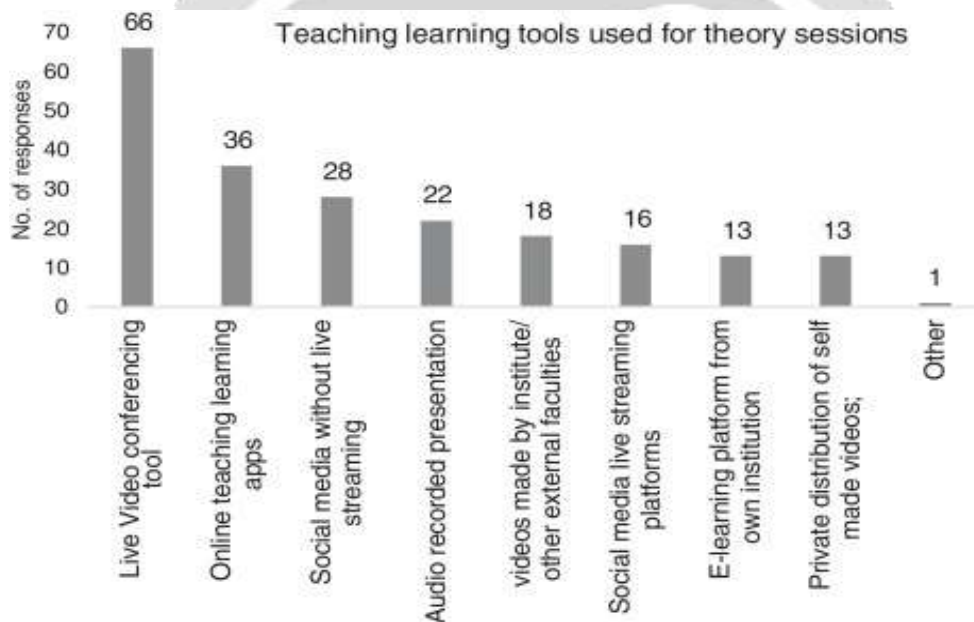 Teaching learning tools used for theory sessions
No. of responses
70
60
50
40
30
20
10
0
66
36
28
22
18
16
13
13
1
Live Video conferencing
tool
Online teaching learning
apps
Social media without live
streaming
Audio recorded presentation
videos made by institute/
other external faculties
Social media live streaming
platforms
E-learning platform from
own institution
Private distribution of self
made videos;
Other